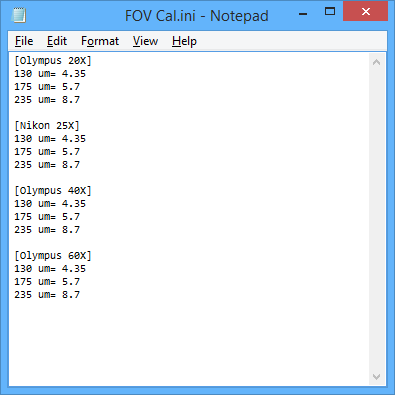 FOV Cal.ini - Notepad
File Edit Format View Help
[Olympus 20X]
130 um= 4.35
175 um= 5.7
235 um= 8.7
[Nikon 25X]
130 um= 4.35
175 um= 5.7
235 um= 8.7
[Olympus 40X]
130 um= 4.35
175 um= 5.7
235 um= 8.7
[Olympus 60X]
130 um= 4.35
175 um= 5.7
235 um= 8.7